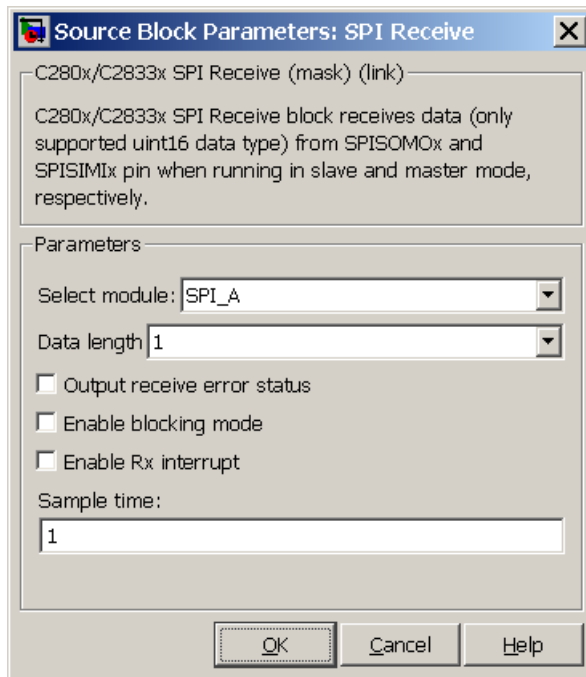 Source Block Parameters: SPI Receive
C280x/C2833x SPI Receive (mask) (link)
C280x/C2833x SPI Receive block receives data (only
supported uint16 data type) from SPISOMOx and
SPISIMIx pin when running in slave and master mode,
respectively.
Parameters
Select module: SPI_A
Data length 1
Output receive error status
Enable blocking mode
Enable Rx interrupt
Sample time:
1
OK Cancel Help